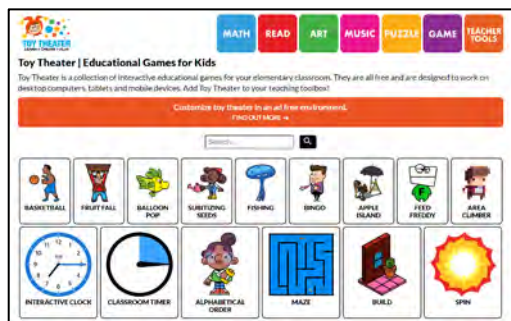 TOY THEATER
MATH
READ
ART
MUSIC
PUZZLE
GAME
TEACHER
TOOLS
Toy Theater | Educational Games for Kids
Toy Theater is a collection of interactive educational games for your elementary classroom. They are all free and are designed to work on
desktop computers, tablets and mobile devices. Add Toy Theater to your teaching toolbox!
Customize toy theater in an ad free environment.
FIND OUT MORE →
Search...
BASKETBALL
FRUIT FALL
BALLOON
POP
SUBITIZING
SEEDS
FISHING
BINGO
APPLE
ISLAND
FEED
FREDDY
AREA
CLIMBER
INTERACTIVE CLOCK
CLASSROOM TIMER
ALPHABETICAL
ORDER
MAZE
BUILD
SPIN